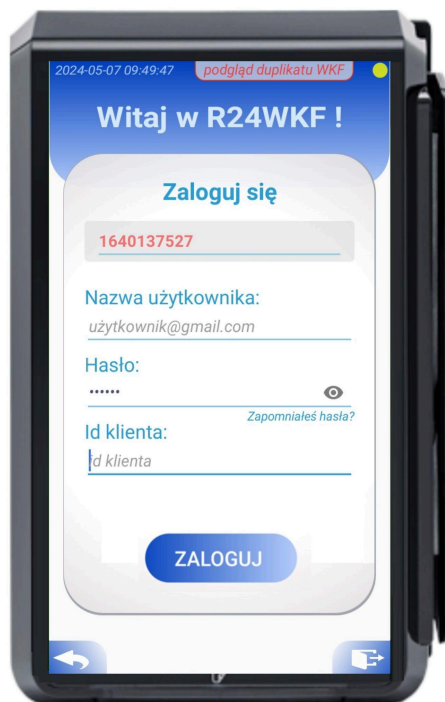 2024-05-07 09:49:47 podgląd duplikatu WKF
Witaj w R24WKF !
Zaloguj się
1640137527
Nazwa użytkownika:
użytkownik@gmail.com
Hasło:
••••••
Zapomniałeś hasła?
Id klienta:
id klienta
ZALOGUJ